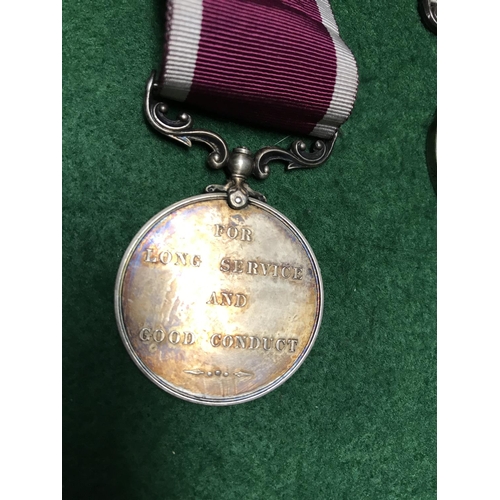 FOR
LONG SERVICE
AND
GOOD CONDUCT